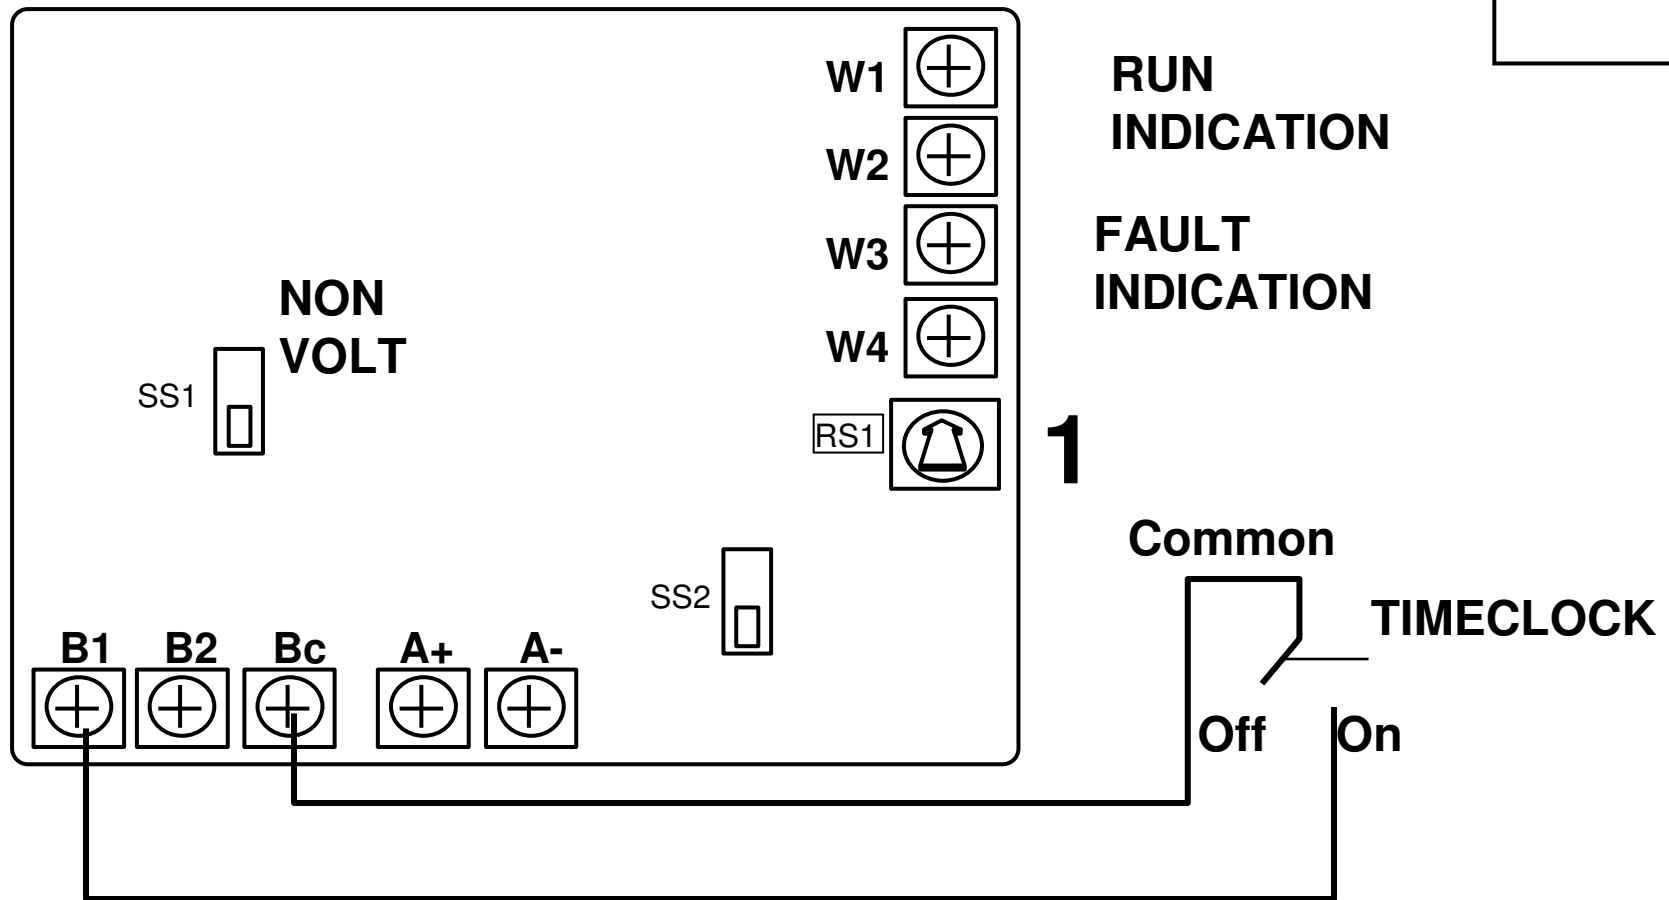 W1
RUN
INDICATION
W2
FAULT
INDICATION
W3
NON
VOLT
W4
SS1
RS1
1
Common
SS2
TIMECLOCK
B1 B2 Bc A+ A-
Off On